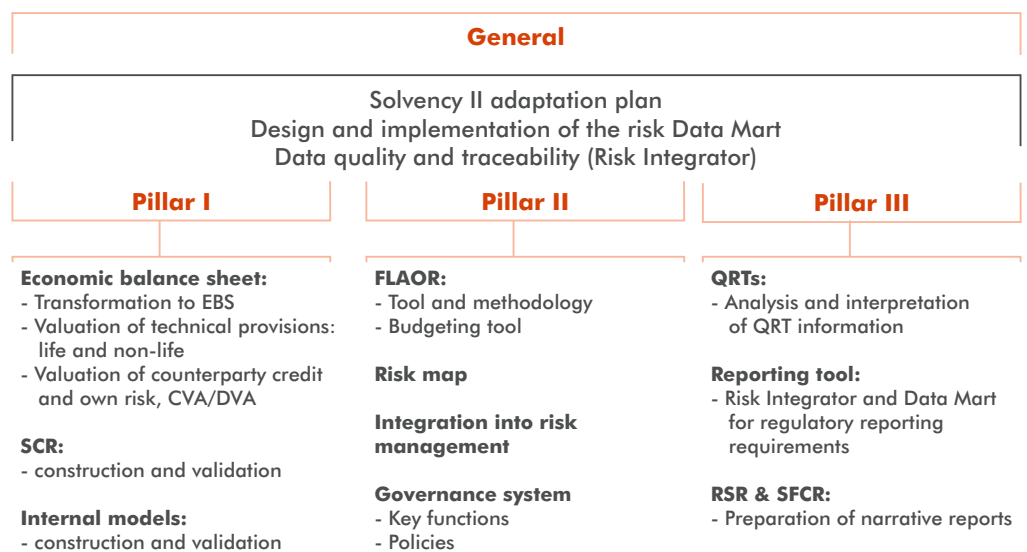 General
Solvency II adaptation plan
Design and implementation of the risk Data Mart
Data quality and traceability (Risk Integrator)
Pillar I
Economic balance sheet:
- Transformation to EBS
- Valuation of technical provisions:
life and non-life
- Valuation of counterparty credit
and own risk, CVA/DVA
SCR:
- construction and validation
Internal models:
- construction and validation
Pillar II
FLAOR:
- Tool and methodology
- Budgeting tool
Risk map
Integration into risk
management
Governance system
- Key functions
- Policies
Pillar III
QRTs:
- Analysis and interpretation
of QRT information
Reporting tool:
- Risk Integrator and Data Mart
for regulatory reporting
requirements
RSR & SFCR:
- Preparation of narrative reports